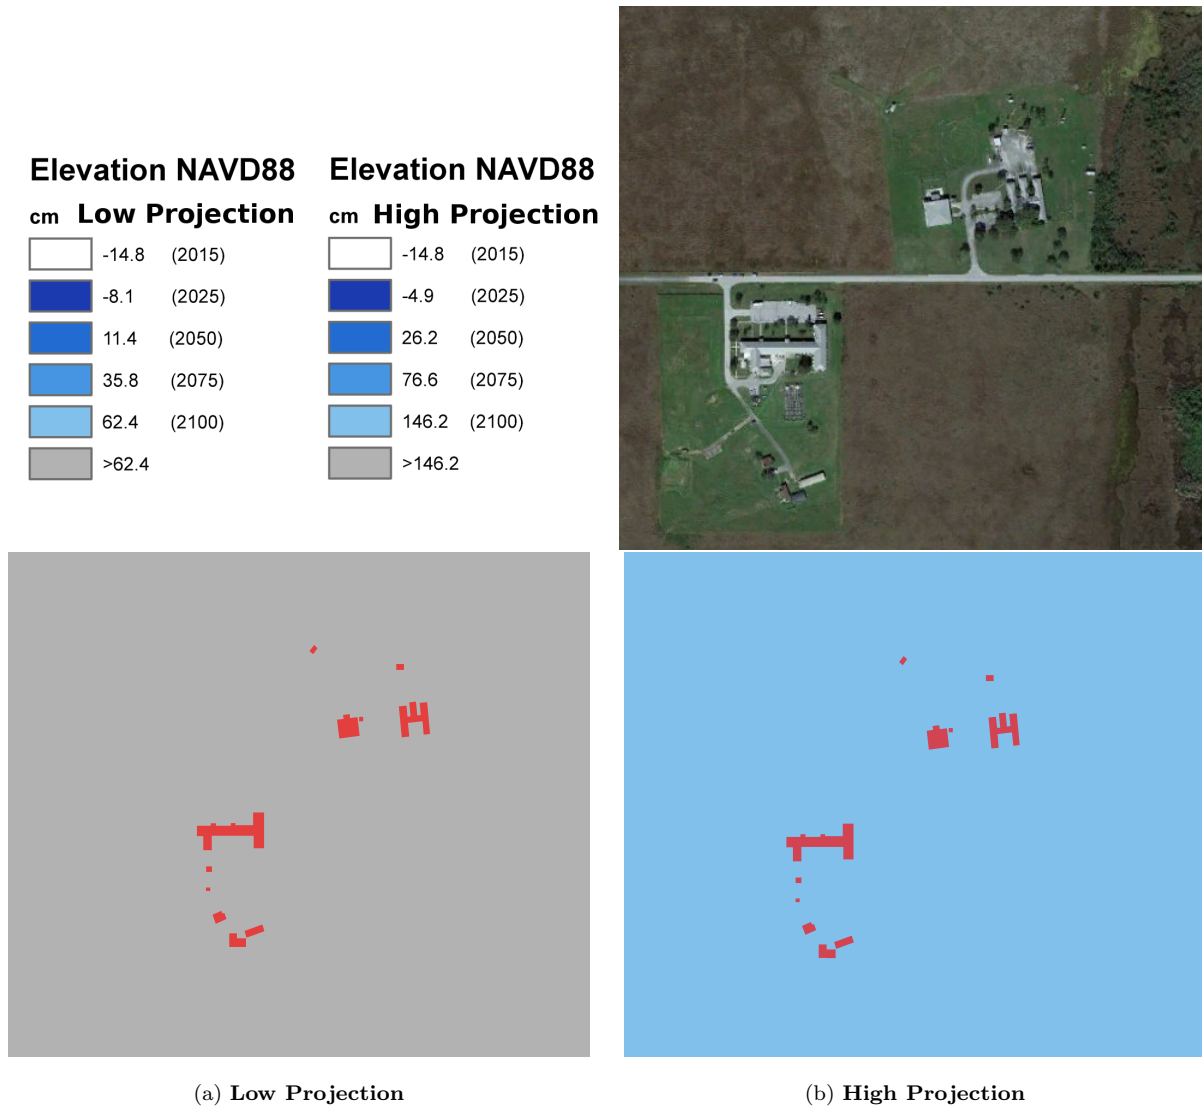 Elevation NAVD88
cm Low Projection
-14.8 (2015)
-8.1 (2025)
11.4 (2050)
35.8 (2075)
62.4 (2100)
>62.4
Elevation NAVD88
cm High Projection
-14.8 (2015)
-4.9 (2025)
26.2 (2050)
76.6 (2075)
146.2 (2100)
>146.2
(a) Low Projection
(b) High Projection